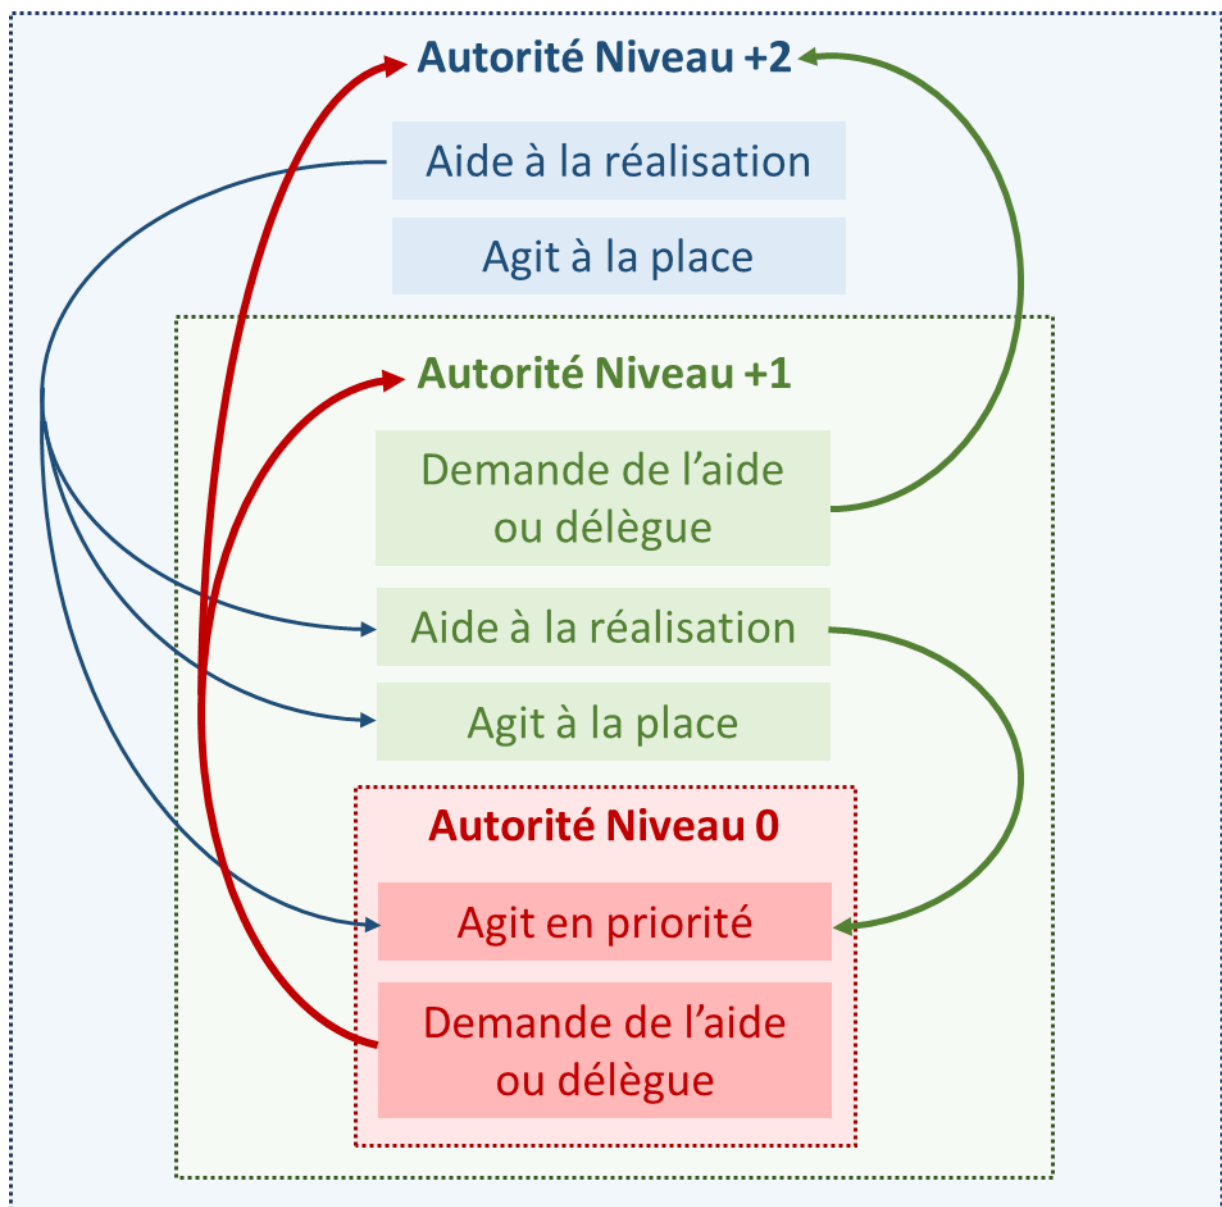 Autorité Niveau +2
Aide à la réalisation
Agit à la place
Autorité Niveau +1
Demande de l’aide
ou délègue
Aide à la réalisation
Agit à la place
Autorité Niveau 0
Agit en priorité
Demande de l’aide
ou délègue